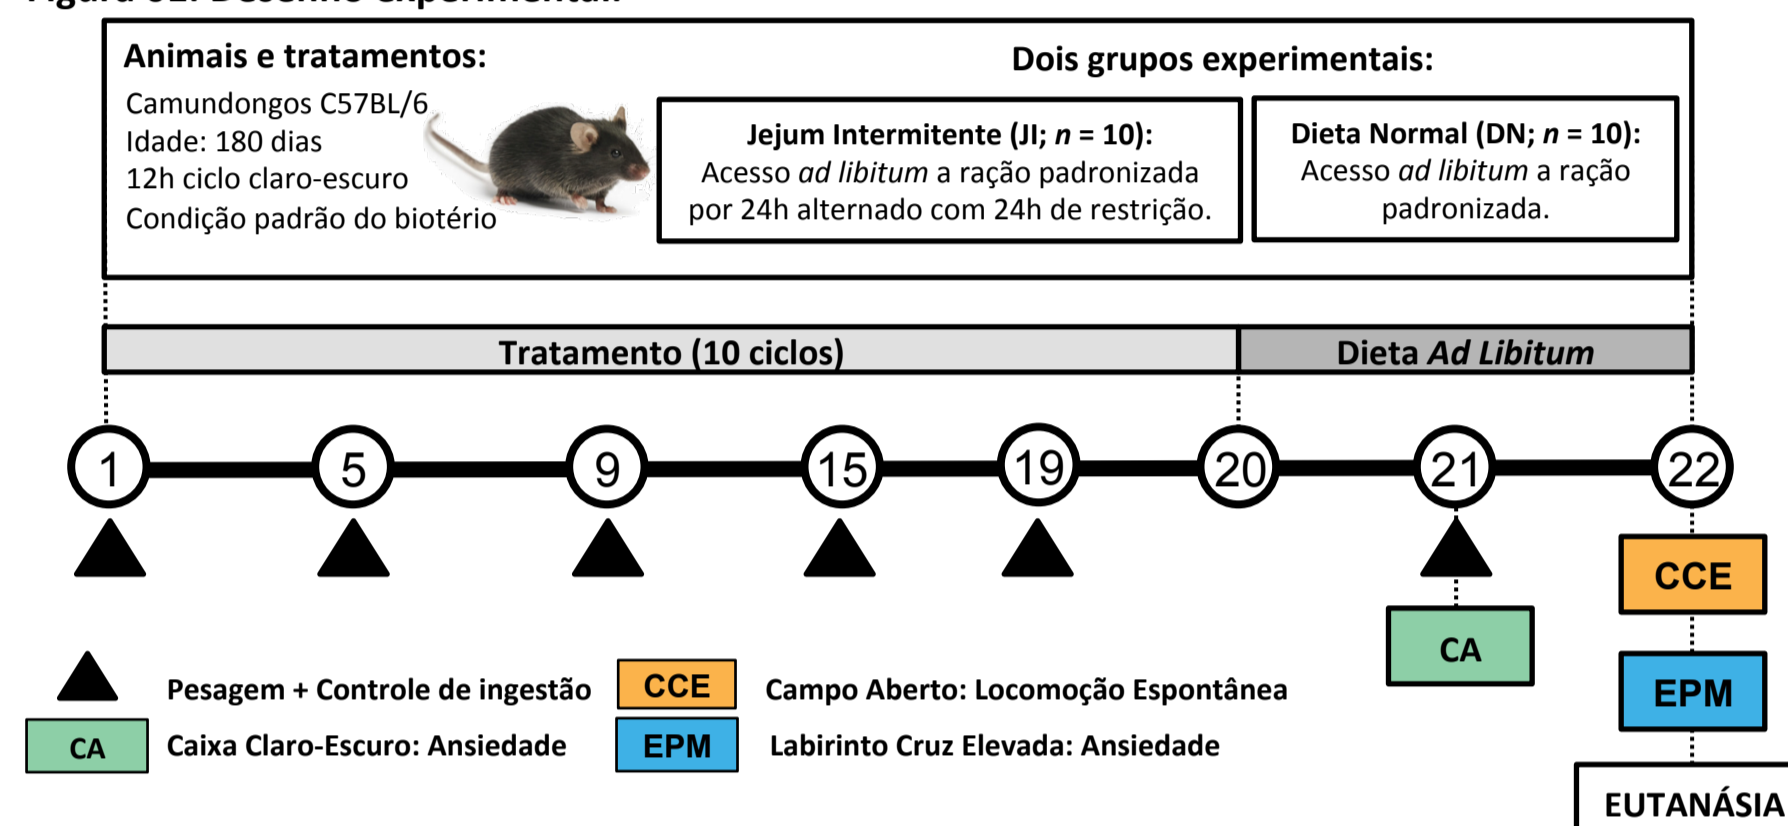 Figura 01: Desenho experimental.
Animais e tratamentos:
Camundongos C57BL/6
Idade: 180 dias
12h ciclo claro-escuro
Condição padrão do biotério
Dois grupos experimentais:
Jejum Intermitente (JI; n = 10):
Acesso ad libitum a ração padronizada
por 24h alternado com 24h de restrição.
Dieta Normal (DN; n = 10):
Acesso ad libitum a ração
padronizada.
Tratamento (10 ciclos)
Dieta Ad Libitum
1
5
9
15
19
20
21
22
CA
CCE
EPM
EUTANÁSIA
Pesagem + Controle de ingestão
CCE
Campo Aberto: Locomoção Espontânea
CA
Caixa Claro-Escuro: Ansiedade
EPM
Labirinto Cruz Elevada: Ansiedade